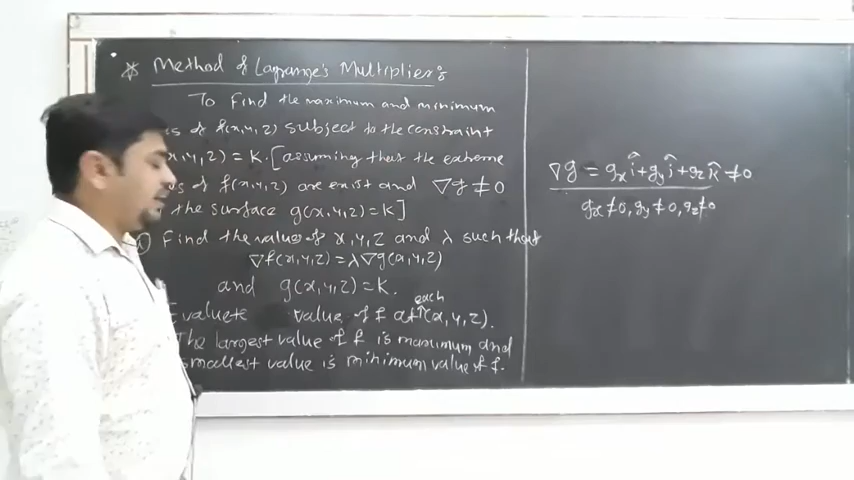 Method of Lagrange's Multipliers
To Find the maximum and minimum
of f(x,y,z) subject to the constraint
x,y,z) = K. [assuming that the extreme
of f(x,y,z) are exist and ∇g ≠ 0
the surface g(x,y,z) = K]
Find the values of x,y,z and λ such that
∇f(x,y,z) = λ∇g(x,y,z)
and g(x,y,z) = K.
each
Evaluate value of f at (x,y,z).
The largest value of f is maximum and
smallest value is minimum value of f.
∇g = gx î + gy ĵ + gz k̂ ≠ 0
gx ≠ 0, gy ≠ 0, gz ≠ 0